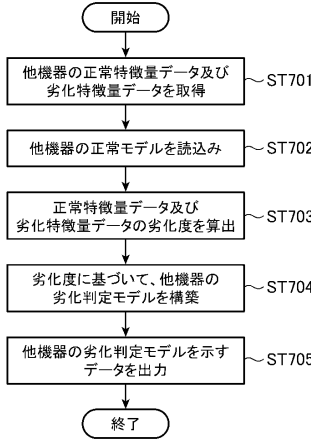 開始
他機器の正常特徴量データ及び
劣化特徴量データを取得
ST701
他機器の正常モデルを読込み
ST702
正常特徴量データ及び
劣化特徴量データの劣化度を算出
ST703
劣化度に基づいて、他機器の
劣化判定モデルを構築
ST704
他機器の劣化判定モデルを示す
データを出力
ST705
終了